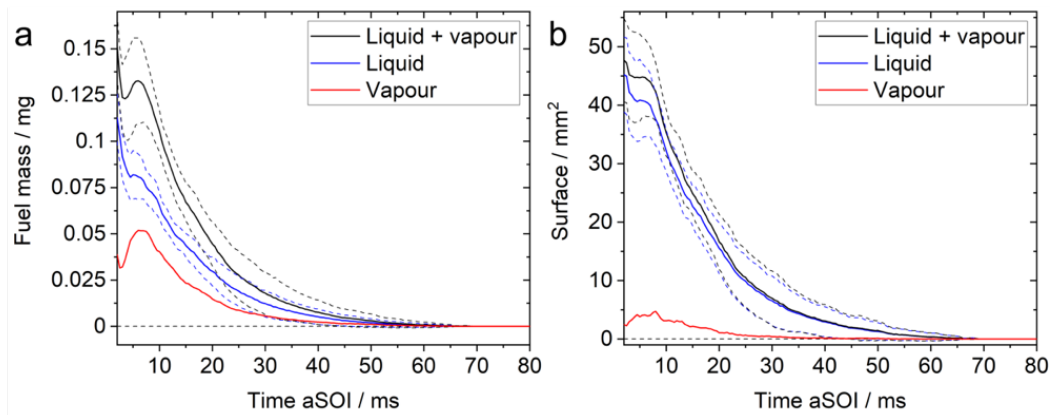 a
Liquid + vapour
Liquid
Vapour
Fuel mass / mg
0.15
0.125
0.1
0.075
0.05
0.025
0
10 20 30 40 50 60 70 80
Time aSOI / ms
b
Liquid + vapour
Liquid
Vapour
Surface / mm²
50
40
30
20
10
0
10 20 30 40 50 60 70 80
Time aSOI / ms